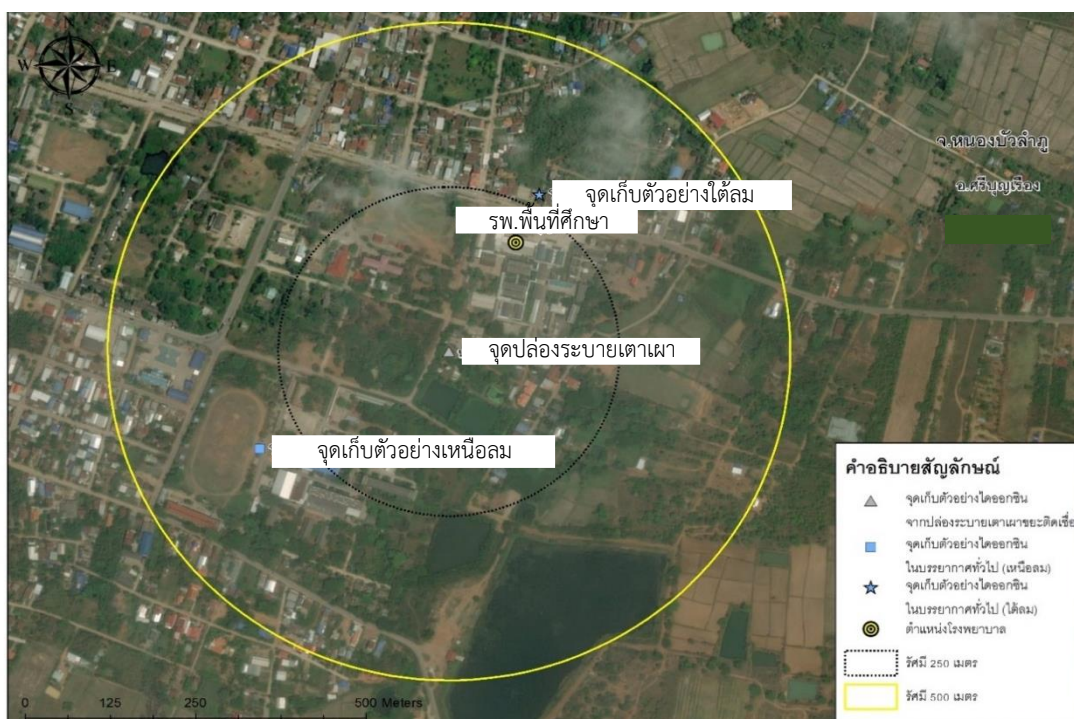 N
W
E
S
จ.หนองบัวลำภู
อ.ศรีบุญเรือง
จุดเก็บตัวอย่างใต้ลม
รพ.พื้นที่ศึกษา
จุดปล่องระบายเตาเผา
จุดเก็บตัวอย่างเหนือลม
คำอธิบายสัญลักษณ์
จุดเก็บตัวอย่างไดออกซิน
จากปล่องระบายเตาเผาขยะติดเชื้อ
จุดเก็บตัวอย่างไดออกซิน
ในบรรยากาศทั่วไป (เหนือลม)
จุดเก็บตัวอย่างไดออกซิน
ในบรรยากาศทั่วไป (ใต้ลม)
ตำแหน่งโรงพยาบาล
รัศมี 250 เมตร
รัศมี 500 เมตร
0 125 250 500 Meters